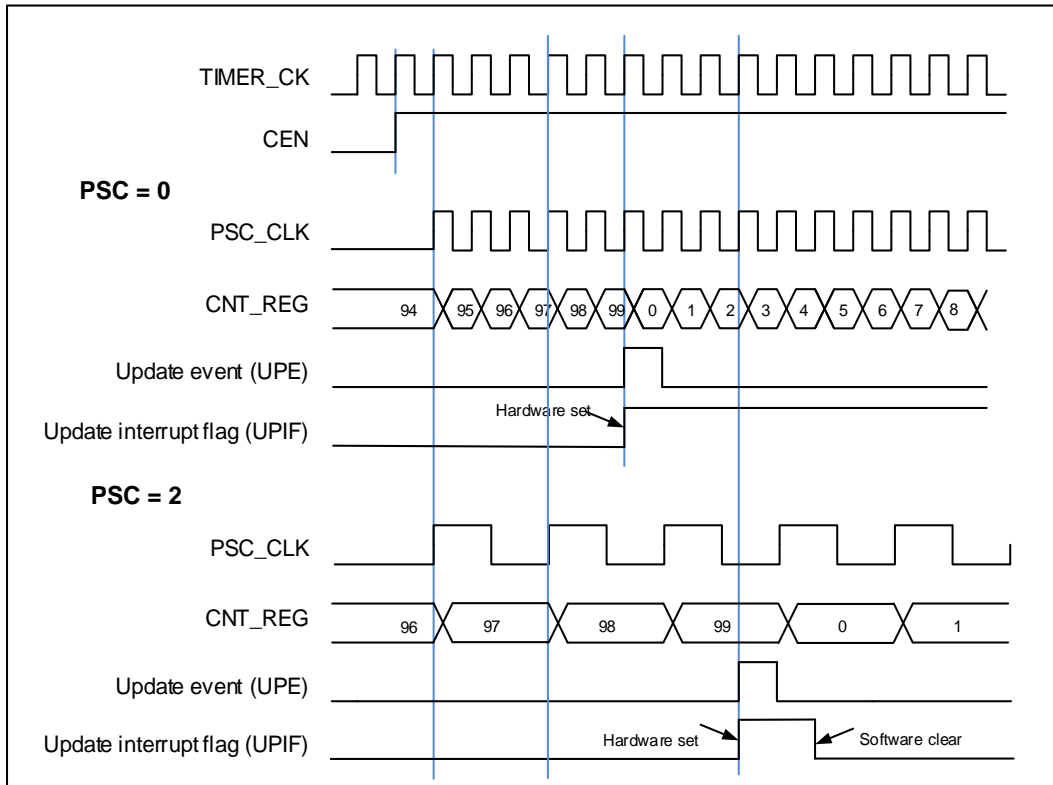 TIMER_CK
CEN
PSC = 0
PSC_CLK
CNT_REG 94 95 96 97 98 99 0 1 2 3 4 5 6 7 8
Update event (UPE)
Hardware set
Update interrupt flag (UPIF)
PSC = 2
PSC_CLK
CNT_REG 96 97 98 99 0 1
Update event (UPE)
Update interrupt flag (UPIF) Hardware set Software clear